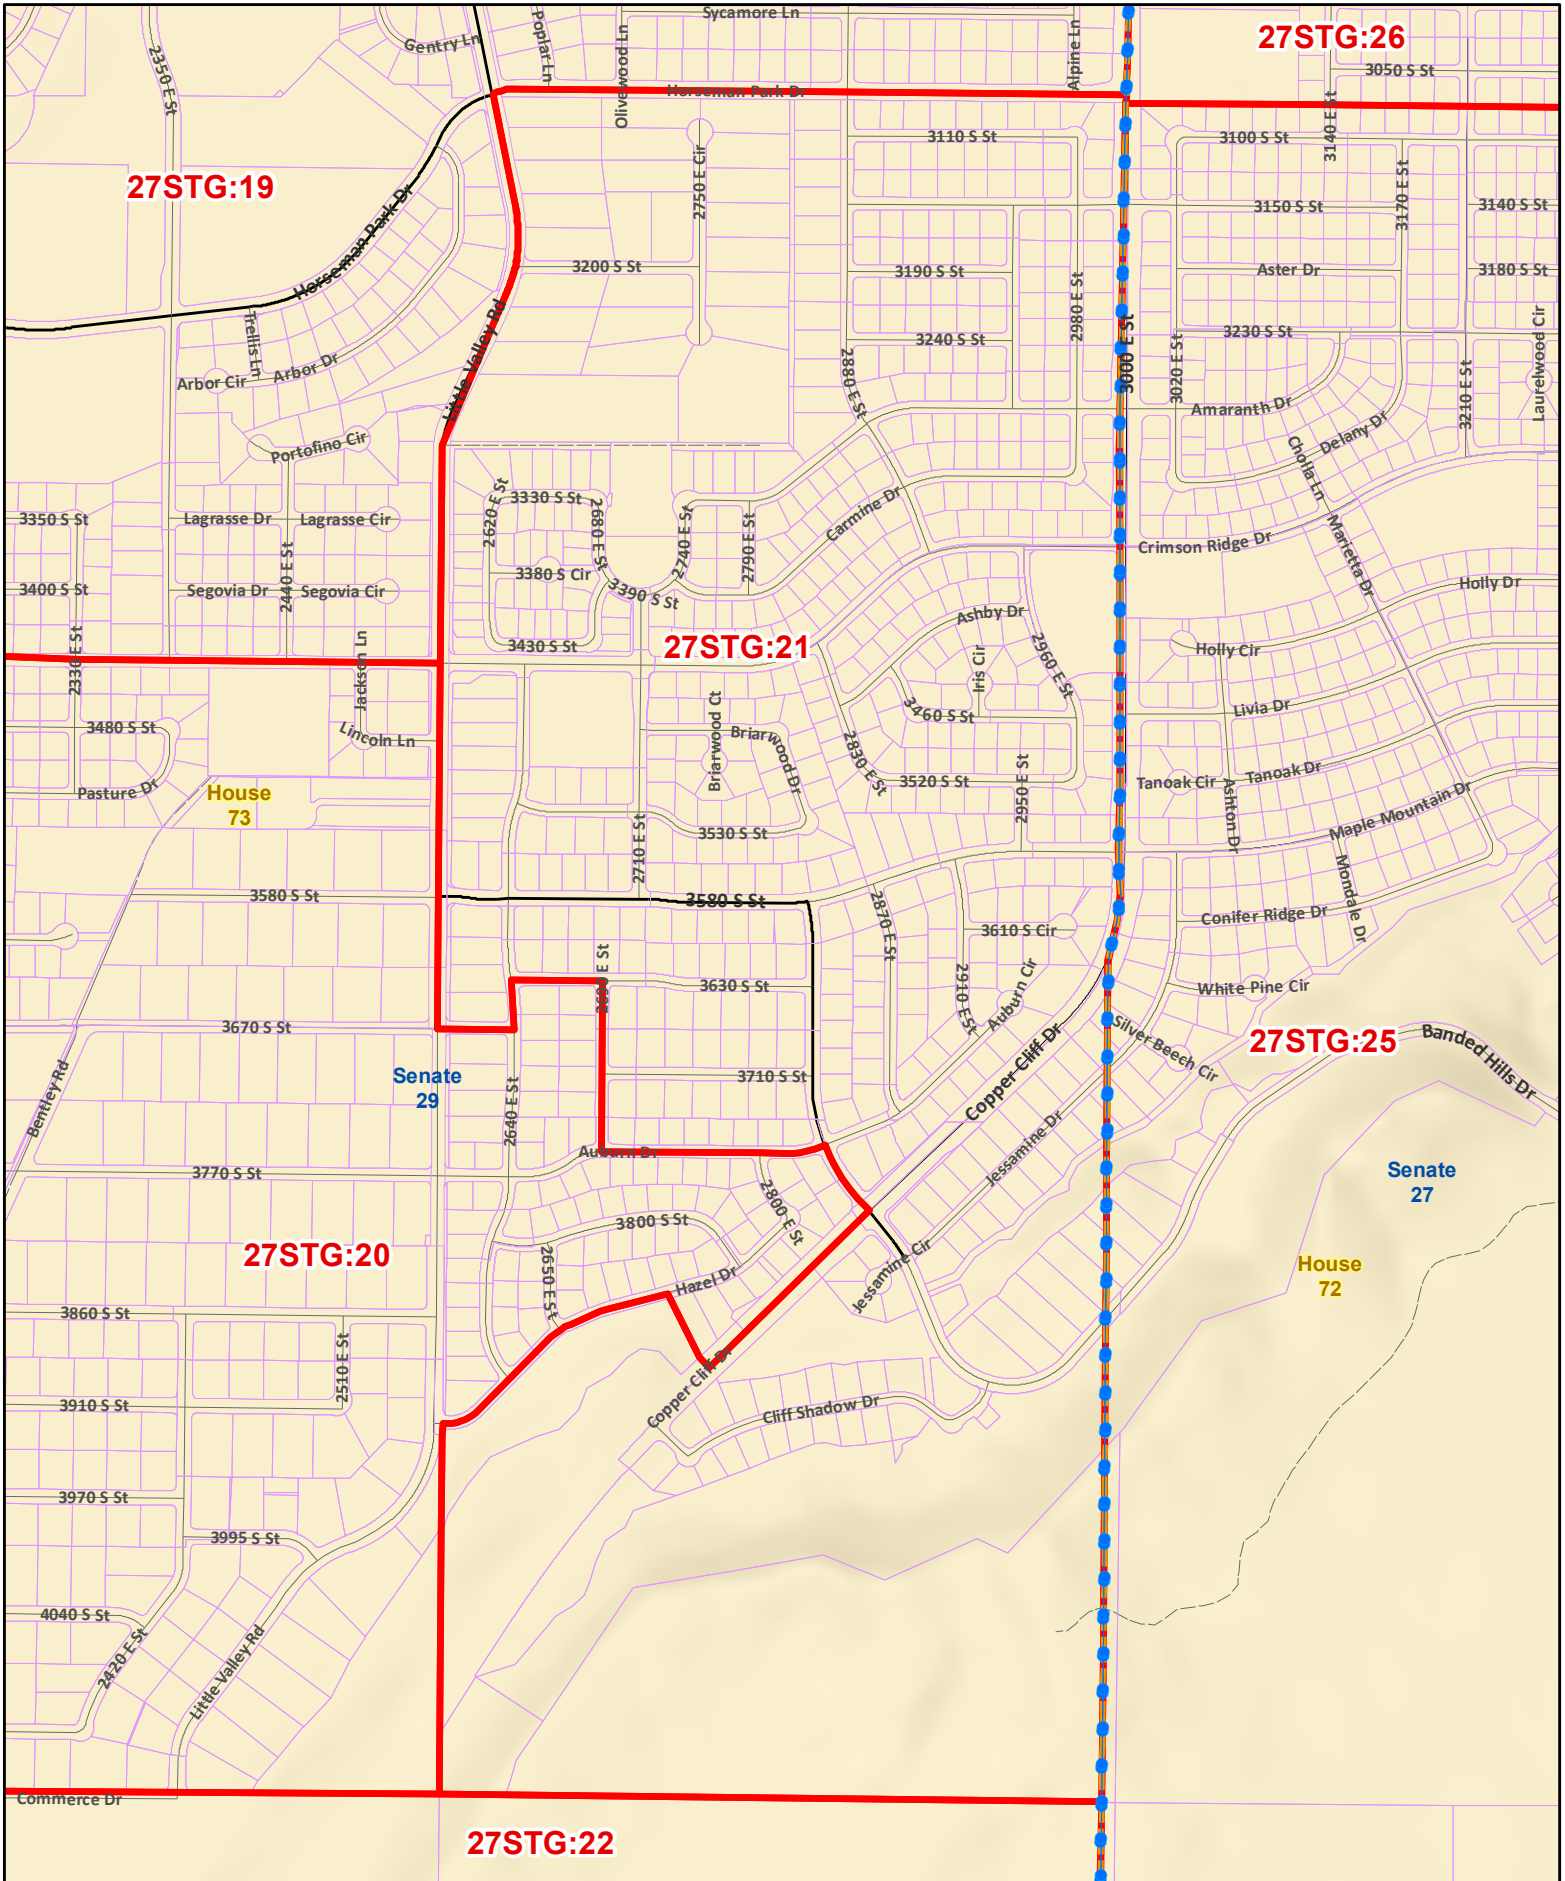 Sycamore Ln
Gentry Ln
Poplar Ln
Olivewood Ln
Alpine Ln
27STG:26
3050 S St
2350 E St
Horseman Park Dr
3140 E St
3110 S St
3100 S St
2750 E Cir
3170 E St
27STG:19
Horseman Park Dr
3150 S St
3140 S St
3200 S St
3190 S St
Aster Dr
3180 S St
2980 E St
Trellis Ln
Little Valley Rd
3240 S St
3000 E St
3230 S St
3020 E St
3210 E St
Laurelwood Cir
Arbor Cir
Arbor Dr
2880 E St
Amaranth Dr
Delany Dr
Portofino Cir
Cholla Ln
3350 S St
Lagrasse Dr
Lagrasse Cir
2620 E St
3330 S St
2680 E St
2740 E St
2790 E St
Carmine Dr
Crimson Ridge Dr
Marietta Dr
3400 S St
Segovia Dr
2440 E St
Segovia Cir
3380 S Cir
3390 S St
Holly Dr
Ashby Dr
2330 E St
Jackson Ln
3430 S St
27STG:21
Iris Cir
2960 E St
Holly Cir
3480 S St
Lincoln Ln
Briarwood Ct
Briarwood Dr
2830 E St
3460 S St
Livia Dr
Pasture Dr
House
73
3520 S St
2950 E St
Tanoak Cir
Tanoak Dr
Ashton Dr
Maple Mountain Dr
2710 E St
3530 S St
Mondale Dr
3580 S St
3580 S St
2870 E St
3610 S Cir
Conifer Ridge Dr
2690 E St
3630 S St
2910 E St
Auburn Cir
White Pine Cir
3670 S St
Copper Cliff Dr
Silver Beech Cir
27STG:25
Banded Hills Dr
Bentley Rd
Senate
29
2640 E St
3710 S St
Jessamine Dr
3770 S St
Auburn Dr
2800 E St
Senate
27
3800 S St
27STG:20
2650 E St
Hazel Dr
Jessamine Cir
House
72
3860 S St
2510 E St
Copper Cliff Dr
3910 S St
Cliff Shadow Dr
3970 S St
3995 S St
4040 S St
2420 E St
Little Valley Rd
Commerce Dr
27STG:22